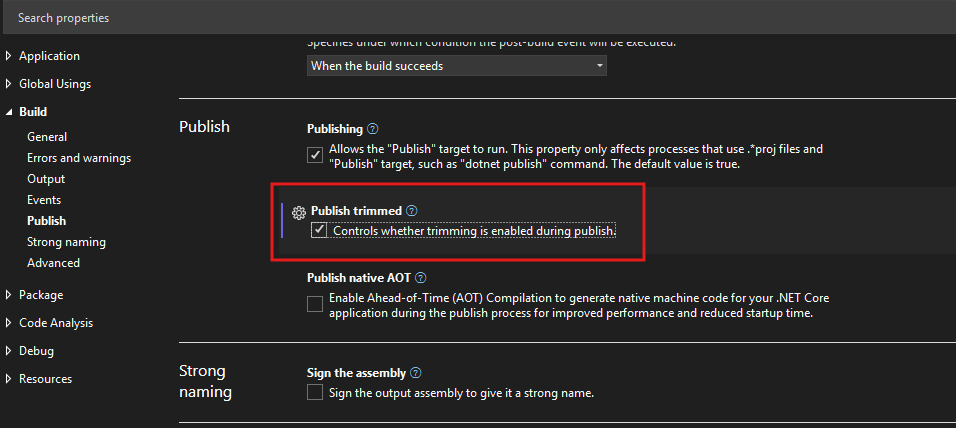 Search properties
Specifies under which condition the post-build event will be executed.
Application
When the build succeeds
Global Usings
Build
Publish
Publishing
General
Allows the "Publish" target to run. This property only affects processes that use .*proj files and
"Publish" target, such as "dotnet publish" command. The default value is true.
Errors and warnings
Output
Events
Publish trimmed
Publish
Controls whether trimming is enabled during publish.
Strong naming
Advanced
Publish native AOT
Package
Enable Ahead-of-Time (AOT) Compilation to generate native machine code for your .NET Core
application during the publish process for improved performance and reduced startup time.
Code Analysis
Debug
Strong
naming
Sign the assembly
Resources
Sign the output assembly to give it a strong name.